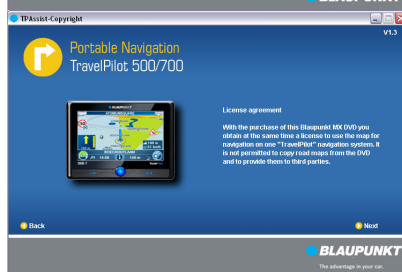 BLAUPUNKT
TPAssist-Copyright
V1.3
Portable Navigation
TravelPilot 500/700
BLAUPUNKT
License agreement
With the purchase of this Blaupunkt MX DVD you
obtain at the same time a license to use the map for
navigation on one "TravelPilot" navigation system. It
is not permitted to copy road maps from the DVD
and to provide them to third parties.
Back
Next
BLAUPUNKT
The advantage in your car.